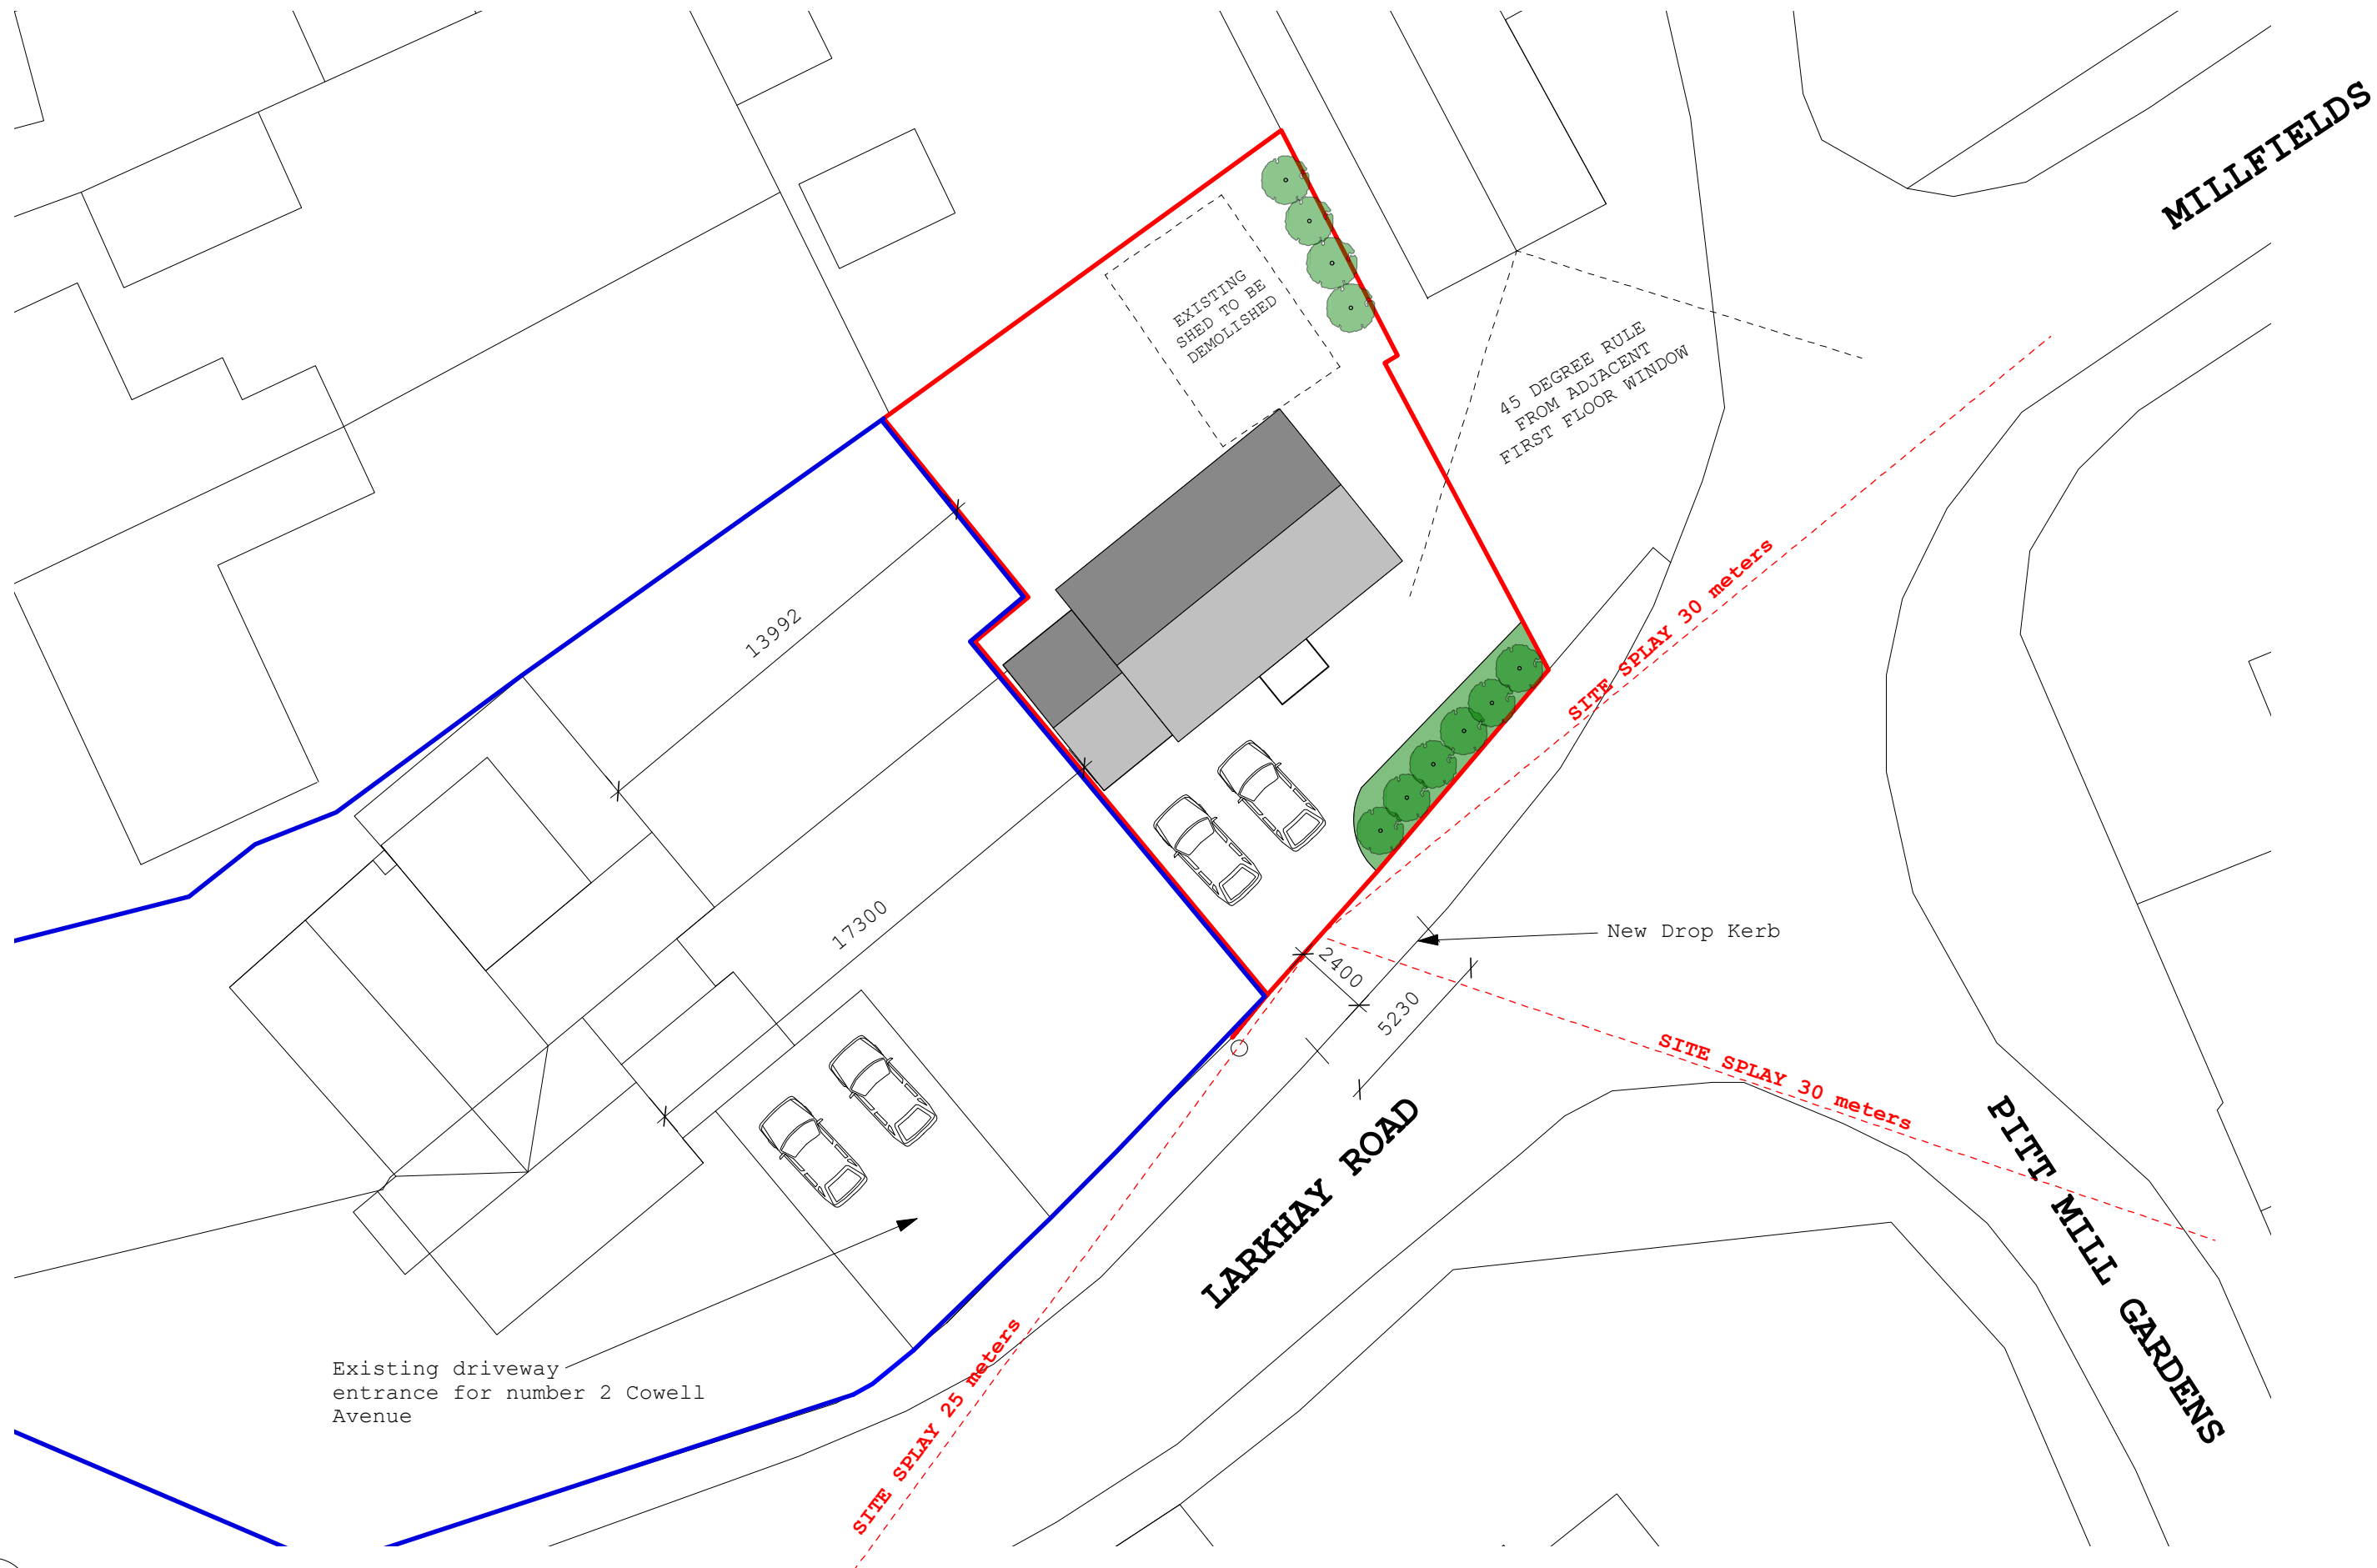 MILLFIELDS
EXISTING
SHED TO BE
DEMOLISHED
45 DEGREE RULE
FROM ADJACENT
FIRST FLOOR WINDOW
SITE SPLAY 30 meters
13992
17300
New Drop Kerb
2400
5230
SITE SPLAY 30 meters
LARKHAY ROAD
PITT MILL GARDENS
SITE SPLAY 25 meters
Existing driveway
entrance for number 2 Cowell
Avenue